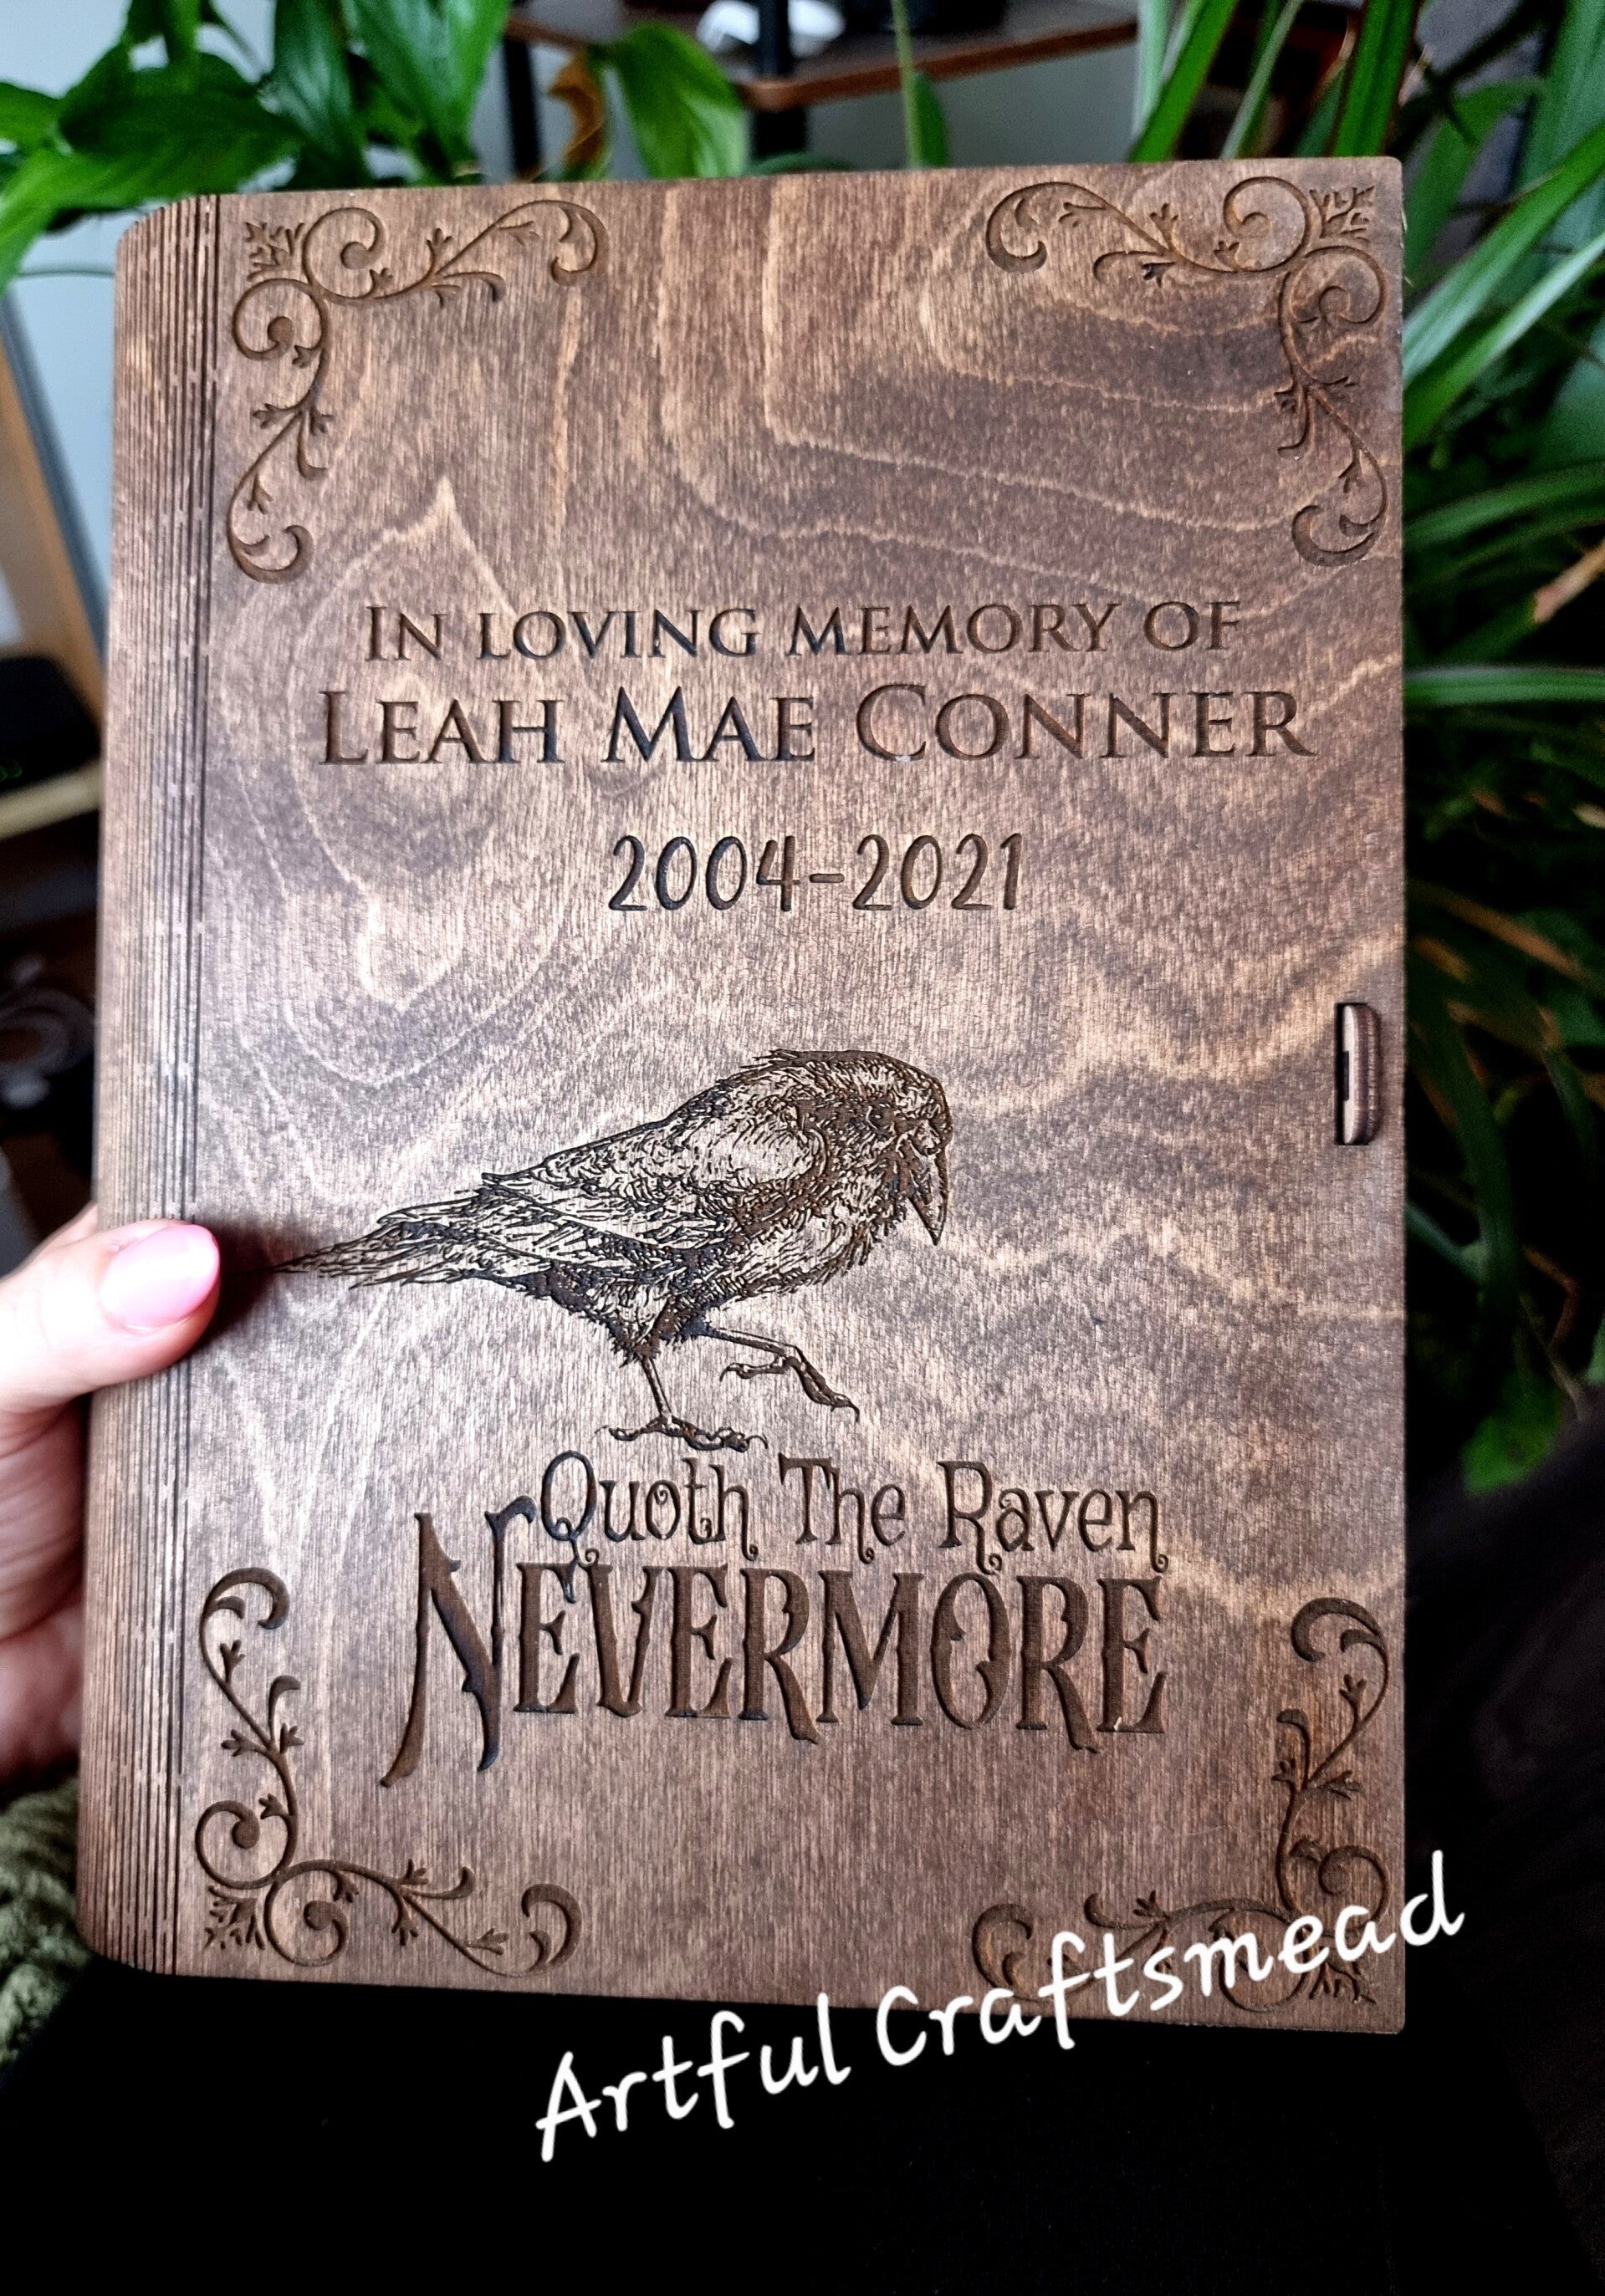 In loving memory of
Leah Mae Conner
2004-2021
Quoth The Raven
Nevermore
Artful Craftsmead